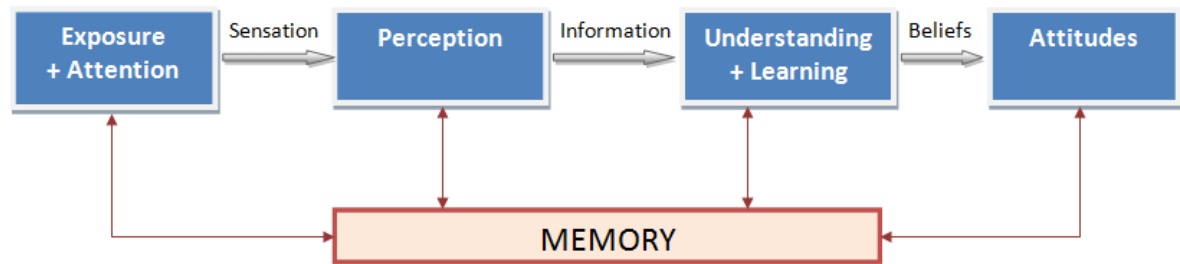 Exposure
+ Attention
Sensation
Perception
Information
Understanding
+ Learning
Beliefs
Attitudes
MEMORY